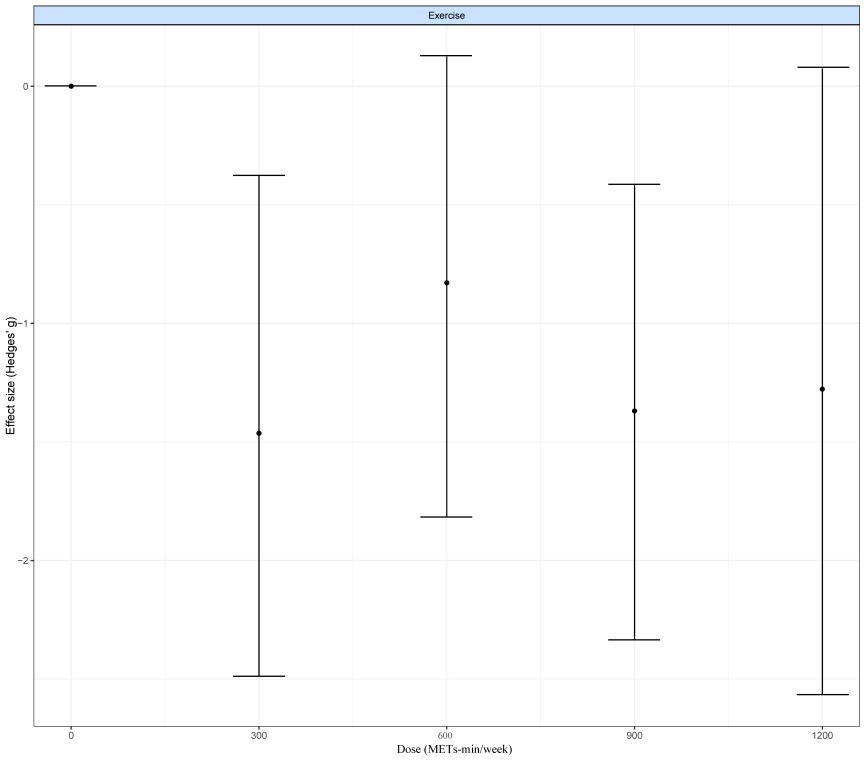 Exercise
0
−1
−2
Effect size (Hedges' g)
0
300
600
900
1200
Dose (METs-min/week)